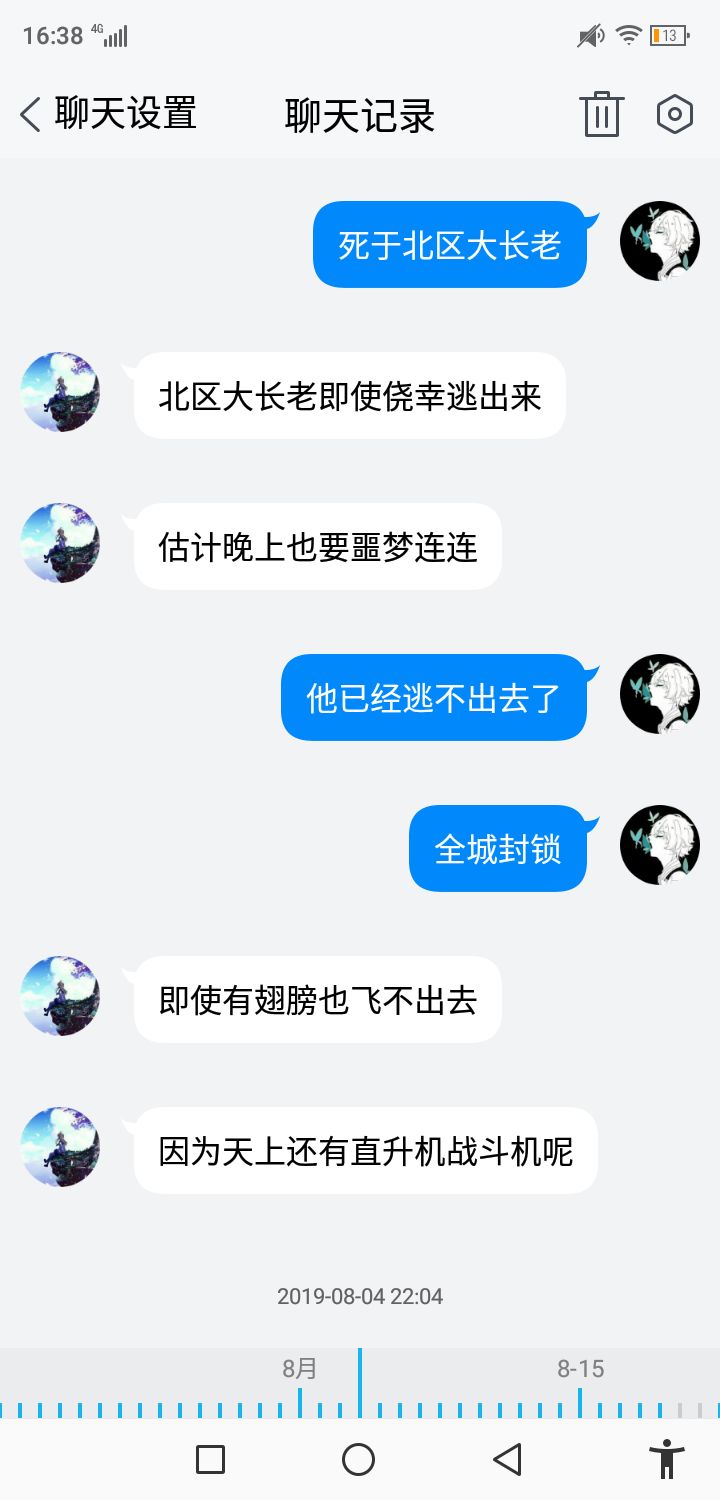 16:38 4G 13
聊天设置 聊天记录
死于北区大长老
北区大长老即使侥幸逃出来
估计晚上也要噩梦连连
他已经逃不出去了
全城封锁
即使有翅膀也飞不出去
因为天上还有直升机战斗机呢
2019-08-04 22:04
8月 8-15